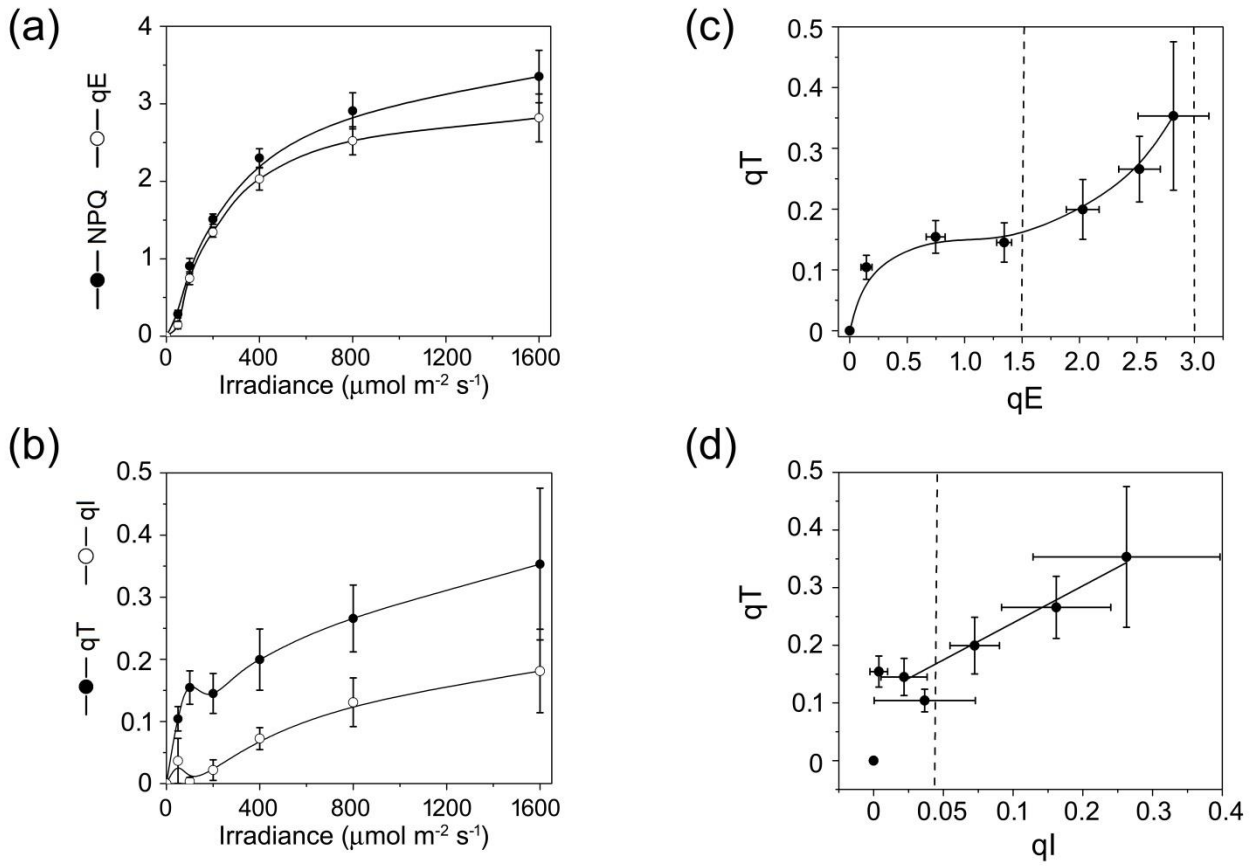 (a)
● NPQ ○ qE
4
3
2
1
0
0 400 800 1200 1600
Irradiance (μmol m⁻² s⁻¹)
(c)
qT
0.5
0.4
0.3
0.2
0.1
0
0 0.5 1.0 1.5 2.0 2.5 3.0
qE
(b)
● qT ○ qI
0.5
0.4
0.3
0.2
0.1
0
0 400 800 1200 1600
Irradiance (μmol m⁻² s⁻¹)
(d)
qT
0.5
0.4
0.3
0.2
0.1
0
0 0.05 0.1 0.2 0.3 0.4
qI